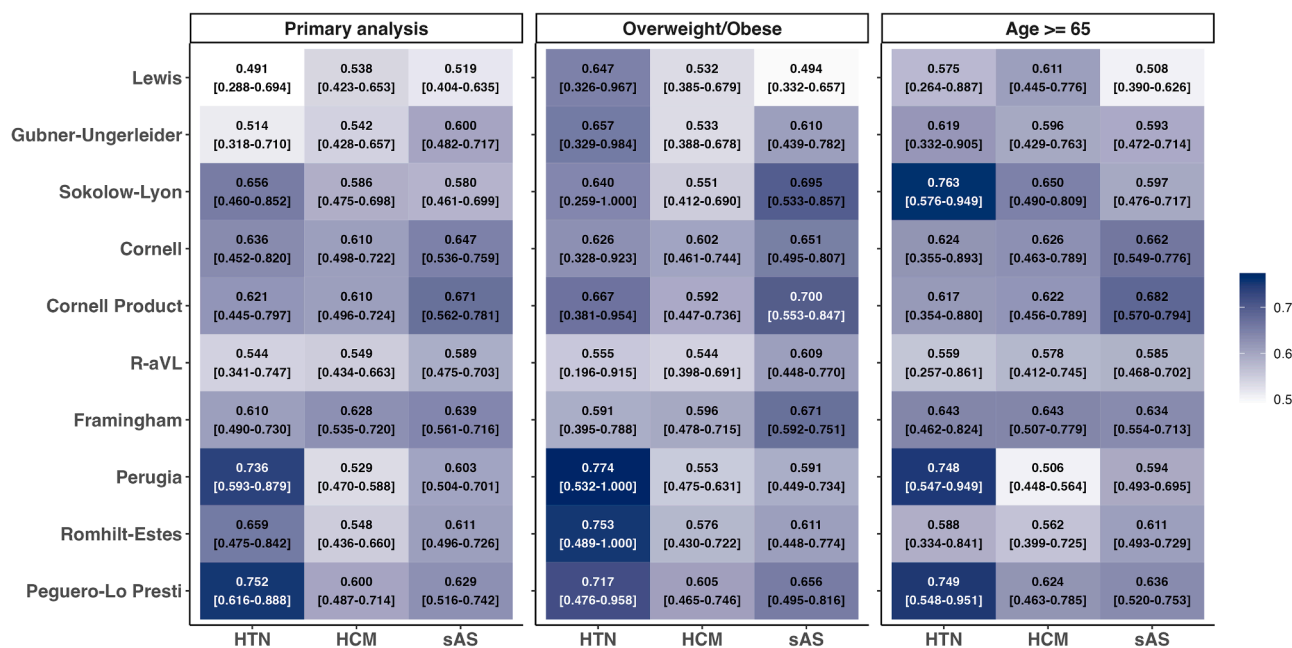 Primary analysis Overweight/Obese Age >= 65
Lewis 0.491 0.538 0.519 0.647 0.532 0.494 0.575 0.611 0.508
[0.288-0.694] [0.423-0.653] [0.404-0.635] [0.326-0.967] [0.385-0.679] [0.332-0.657] [0.264-0.887] [0.445-0.776] [0.390-0.626]
Gubner-Ungerleider 0.514 0.542 0.600 0.657 0.533 0.610 0.619 0.596 0.593
[0.318-0.710] [0.428-0.657] [0.482-0.717] [0.329-0.984] [0.388-0.678] [0.439-0.782] [0.332-0.905] [0.429-0.763] [0.472-0.714]
Sokolow-Lyon 0.656 0.586 0.580 0.640 0.551 0.695 0.763 0.650 0.597
[0.460-0.852] [0.475-0.698] [0.461-0.699] [0.259-1.000] [0.412-0.690] [0.533-0.857] [0.576-0.949] [0.490-0.809] [0.476-0.717]
Cornell 0.636 0.610 0.647 0.626 0.602 0.651 0.624 0.626 0.662
[0.452-0.820] [0.498-0.722] [0.536-0.759] [0.328-0.923] [0.461-0.744] [0.495-0.807] [0.355-0.893] [0.463-0.789] [0.549-0.776]
Cornell Product 0.621 0.610 0.671 0.667 0.592 0.700 0.617 0.622 0.682
[0.445-0.797] [0.496-0.724] [0.562-0.781] [0.381-0.954] [0.447-0.736] [0.553-0.847] [0.354-0.880] [0.456-0.789] [0.570-0.794]
R-aVL 0.544 0.549 0.589 0.555 0.544 0.609 0.559 0.578 0.585
[0.341-0.747] [0.434-0.663] [0.475-0.703] [0.196-0.915] [0.398-0.691] [0.448-0.770] [0.257-0.861] [0.412-0.745] [0.468-0.702]
Framingham 0.610 0.628 0.639 0.591 0.596 0.671 0.643 0.643 0.634
[0.490-0.730] [0.535-0.720] [0.561-0.716] [0.395-0.788] [0.478-0.715] [0.592-0.751] [0.462-0.824] [0.507-0.779] [0.554-0.713]
Perugia 0.736 0.529 0.603 0.774 0.553 0.591 0.748 0.506 0.594
[0.593-0.879] [0.470-0.588] [0.504-0.701] [0.532-1.000] [0.475-0.631] [0.449-0.734] [0.547-0.949] [0.448-0.564] [0.493-0.695]
Romhilt-Estes 0.659 0.548 0.611 0.753 0.576 0.611 0.588 0.562 0.611
[0.475-0.842] [0.436-0.660] [0.496-0.726] [0.489-1.000] [0.430-0.722] [0.448-0.774] [0.334-0.841] [0.399-0.725] [0.493-0.729]
Peguero-Lo Presti 0.752 0.600 0.629 0.717 0.605 0.656 0.749 0.624 0.636
[0.616-0.888] [0.487-0.714] [0.516-0.742] [0.476-0.958] [0.465-0.746] [0.495-0.816] [0.548-0.951] [0.463-0.785] [0.520-0.753]
HTN HCM sAS HTN HCM sAS HTN HCM sAS
0.7
0.6
0.5